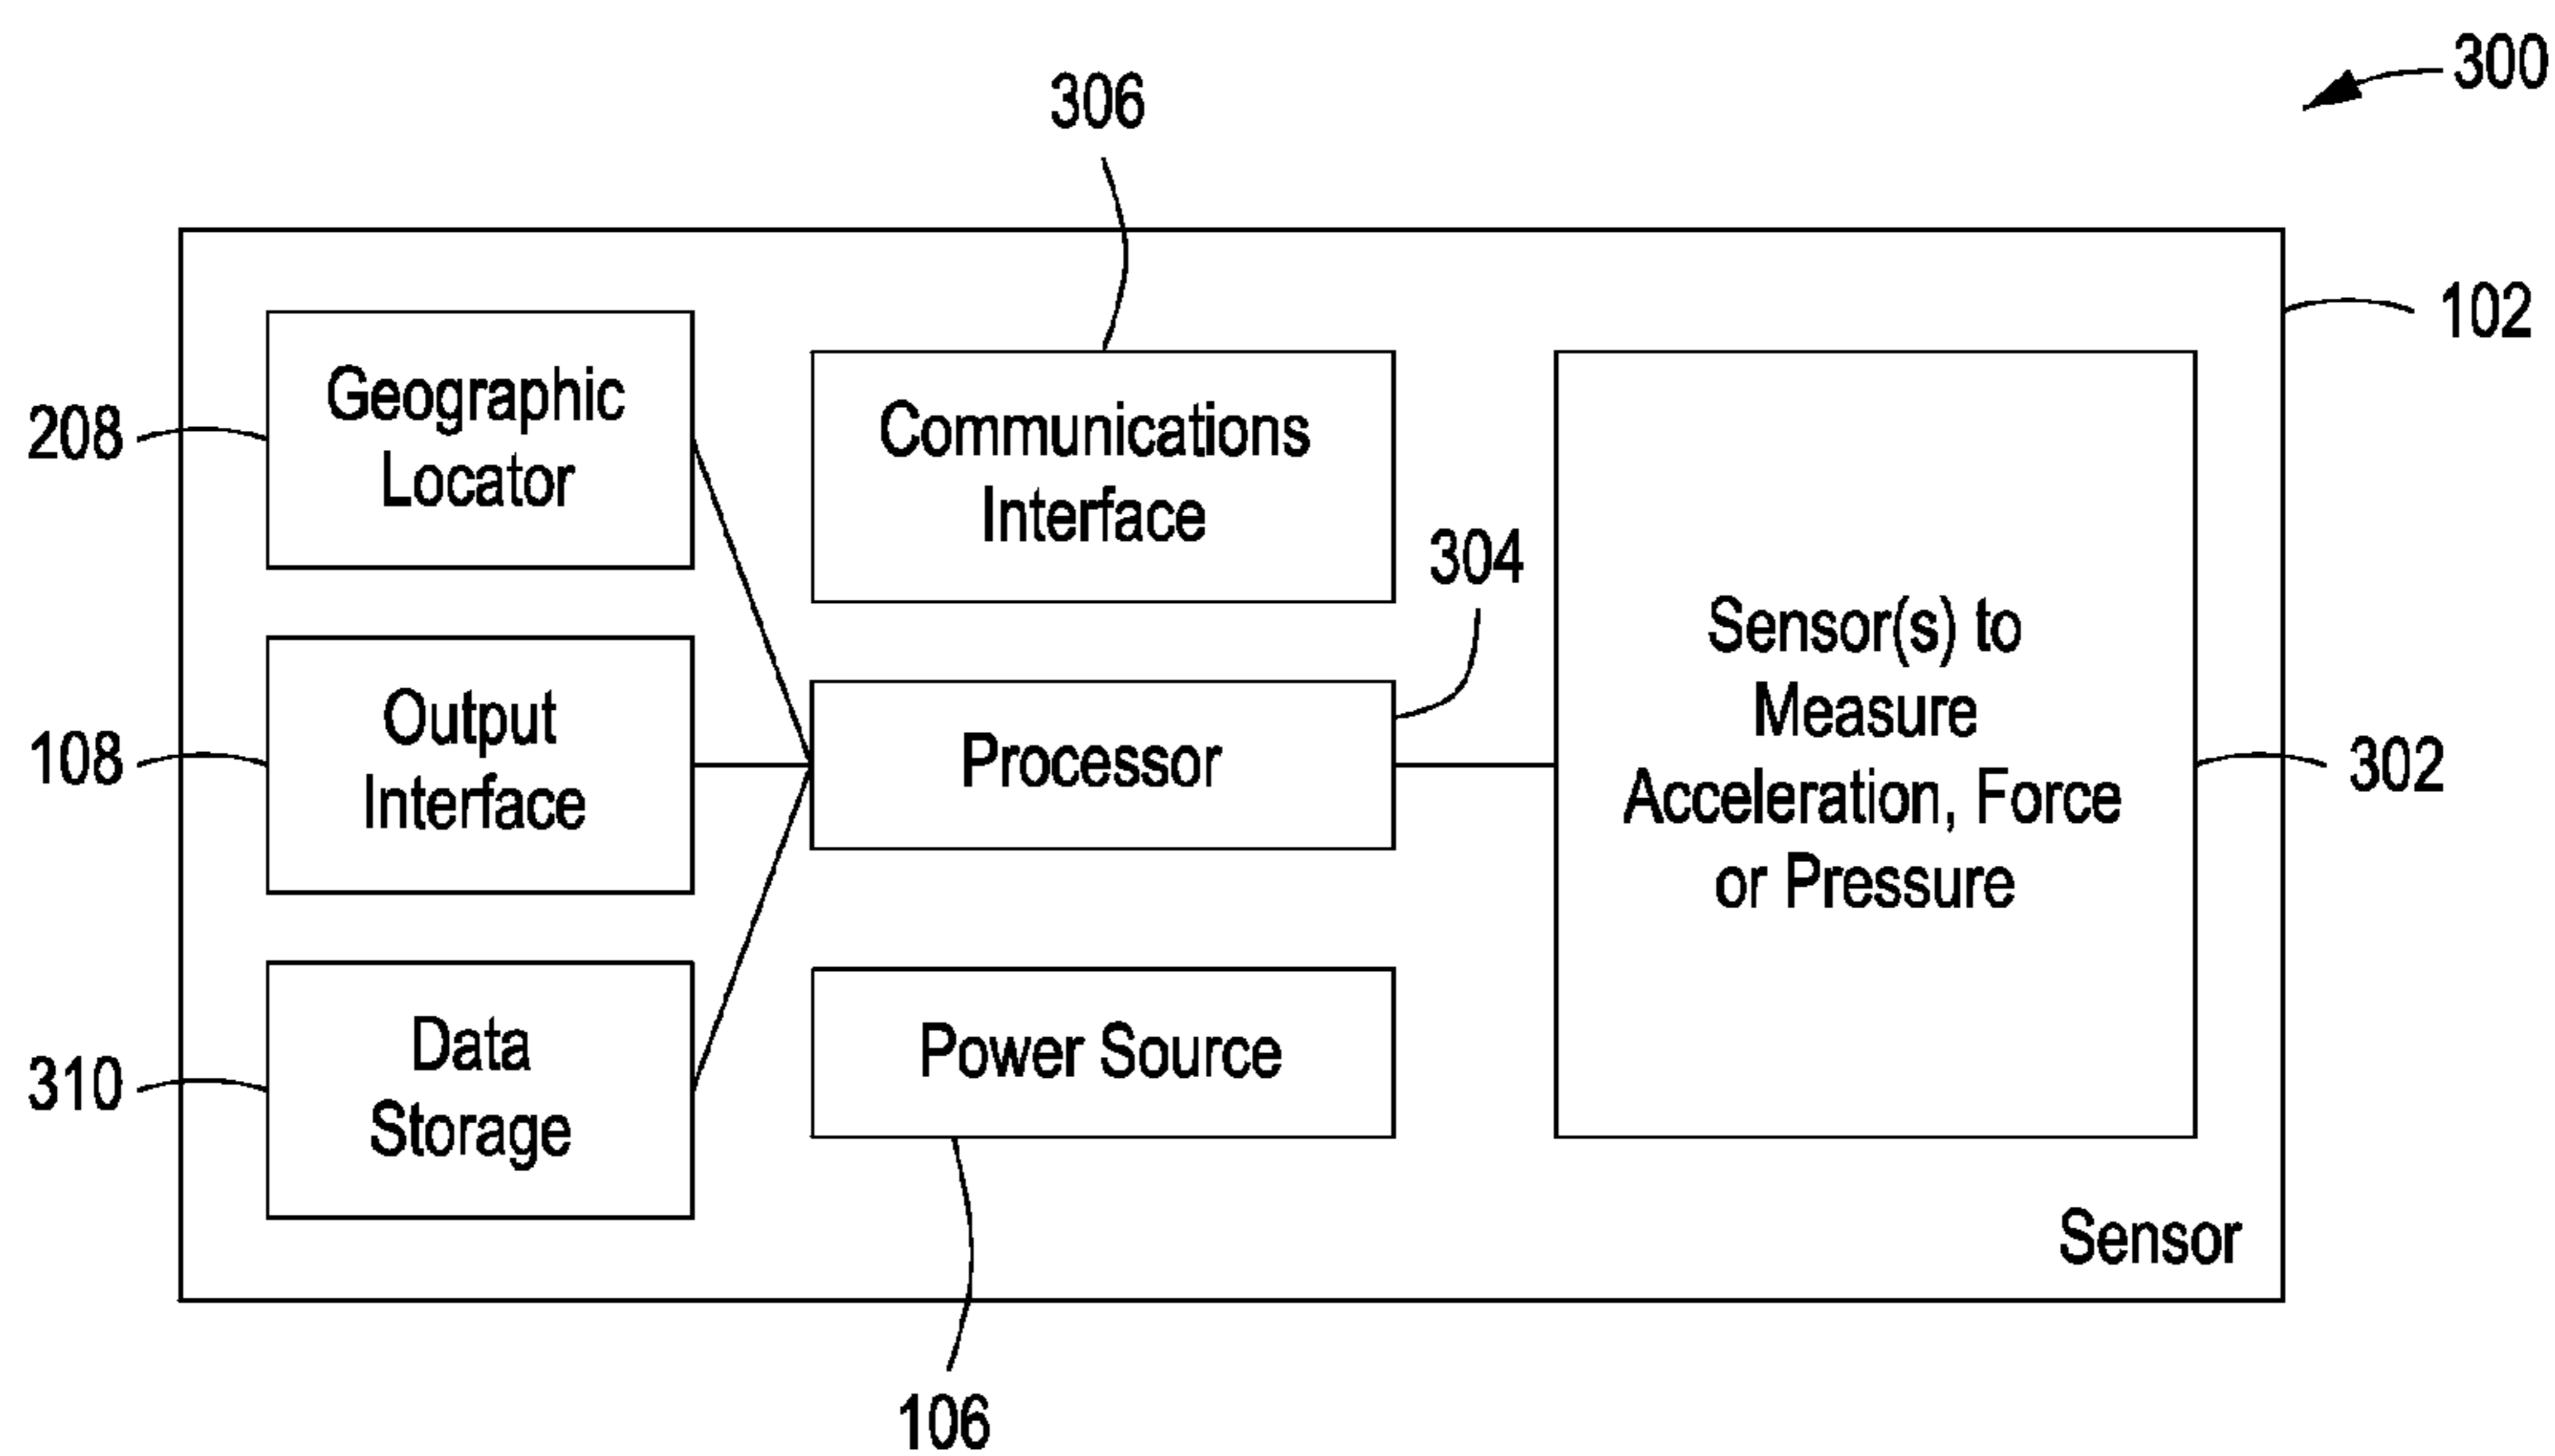 300
306
102
Geographic
Locator
208
Communications
Interface
304
Sensor(s) to
Measure
Acceleration, Force
or Pressure
302
Output
Interface
108
Processor
Data
Storage
310
Power Source
Sensor
106